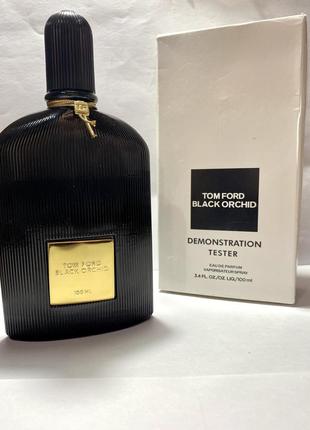 TOM FORD
BLACK ORCHID
100 ML
TOM FORD
BLACK ORCHID
DEMONSTRATION
TESTER
EAU DE PARFUM
VAPORISATEUR SPRAY
3.4 FL.OZ./OZ. LIQ/100 ml